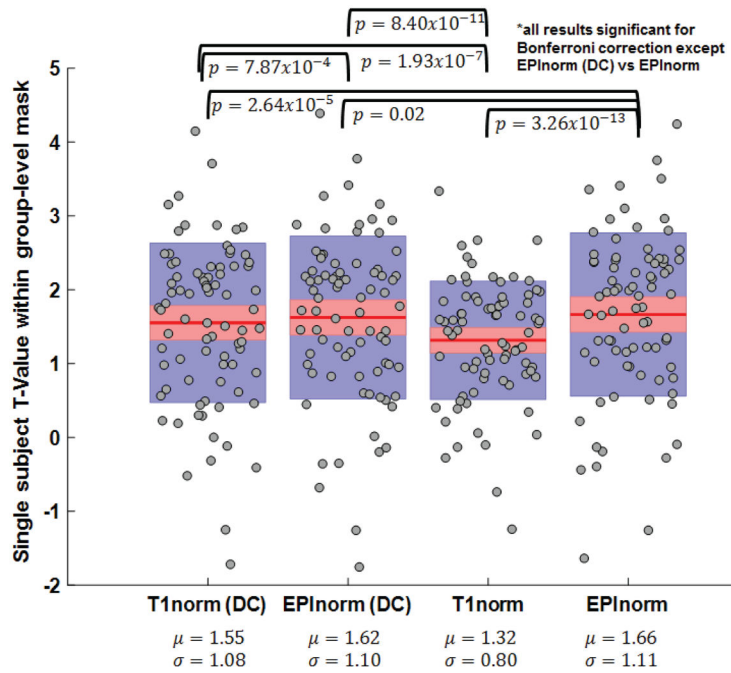 p = 8.40x10⁻¹¹
*all results significant for
Bonferroni correction except
EPInorm (DC) vs EPInorm
p = 7.87x10⁻⁴
p = 1.93x10⁻⁷
p = 2.64x10⁻⁵
p = 0.02
p = 3.26x10⁻¹³
Single subject T-Value within group-level mask
5
4
3
2
1
0
-1
-2
T1norm (DC) EPInorm (DC) T1norm EPInorm
μ = 1.55 μ = 1.62 μ = 1.32 μ = 1.66
σ = 1.08 σ = 1.10 σ = 0.80 σ = 1.11